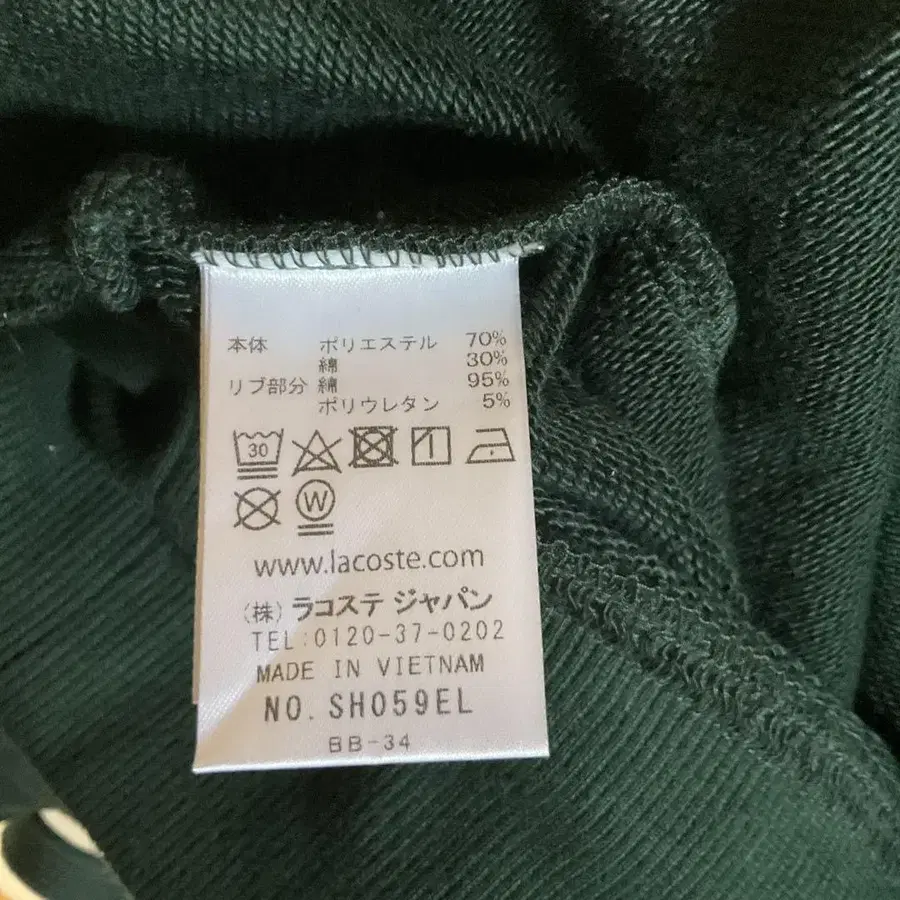 本体 ポリエステル 70%
綿 30%
リブ部分 綿 95%
ポリウレタン 5%
30
W
www.lacoste.com
(株) ラコステ ジャパン
TEL:0120-37-0202
MADE IN VIETNAM
NO. SH059EL
BB-34